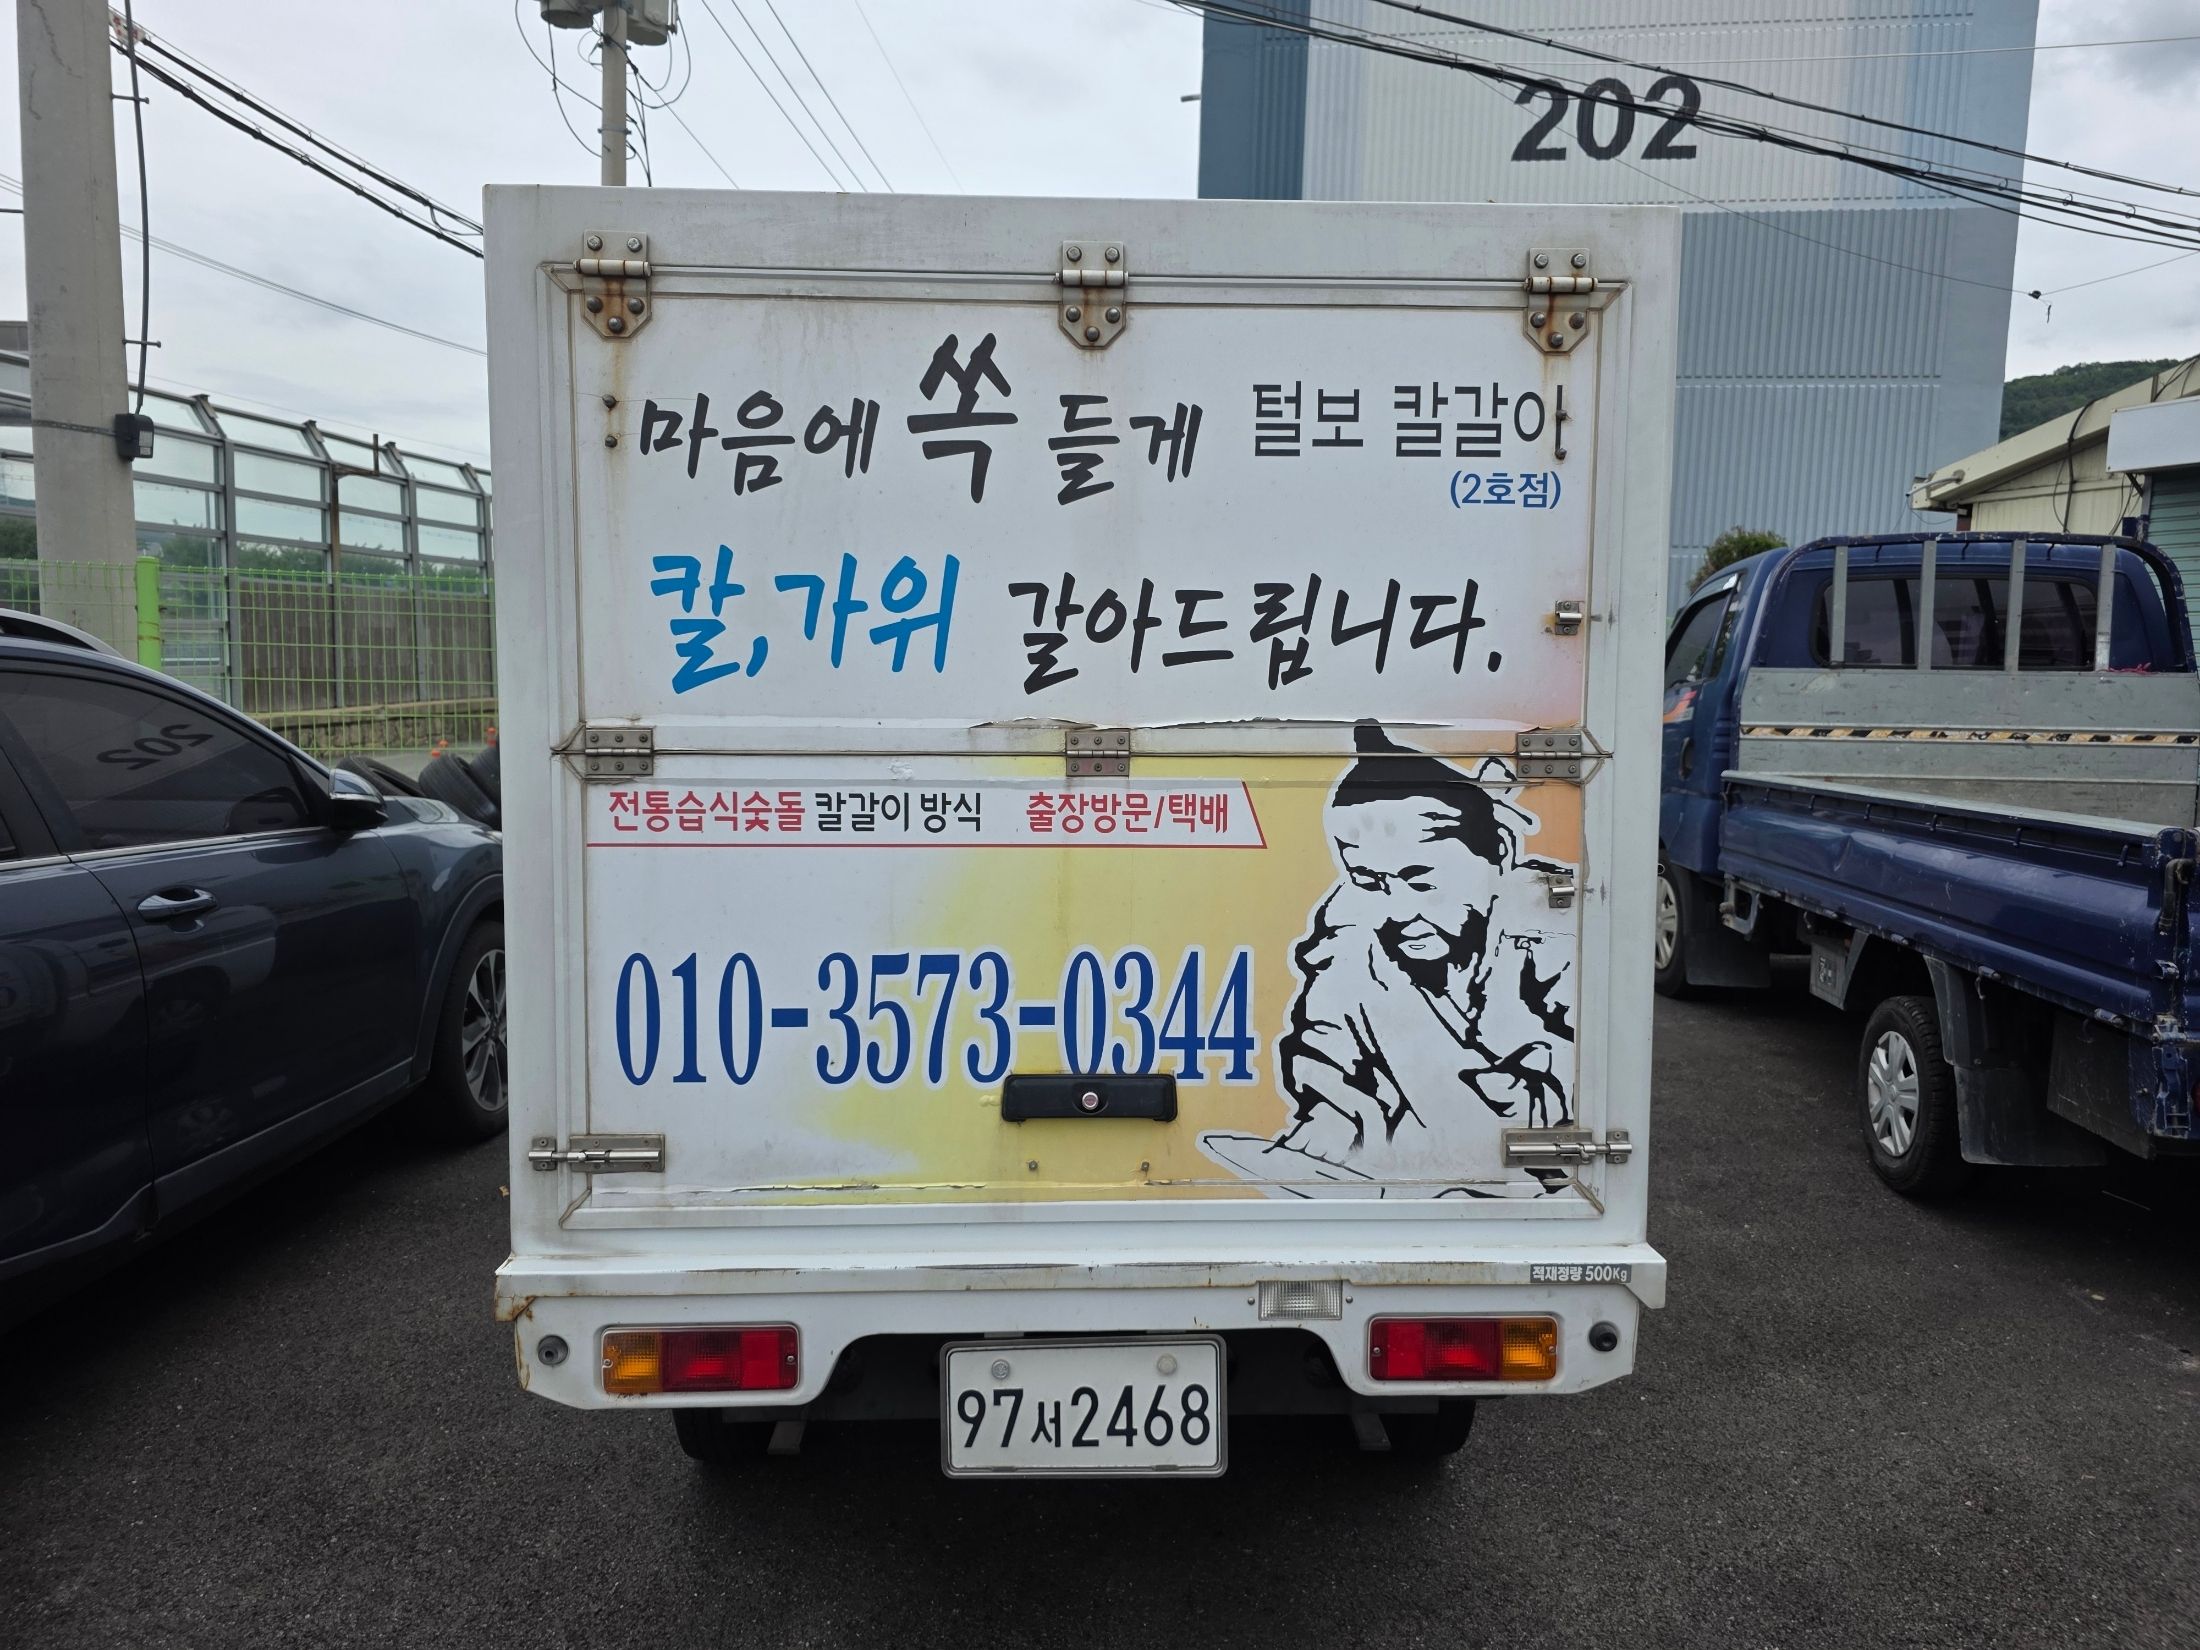 202
마음에 쏙 들게 털보 칼갈이
(2호점)
칼,가위 갈아드립니다.
전통습식숫돌 칼갈이 방식 출장방문/택배
010-3573-0344
적재정량 500Kg
97서2468